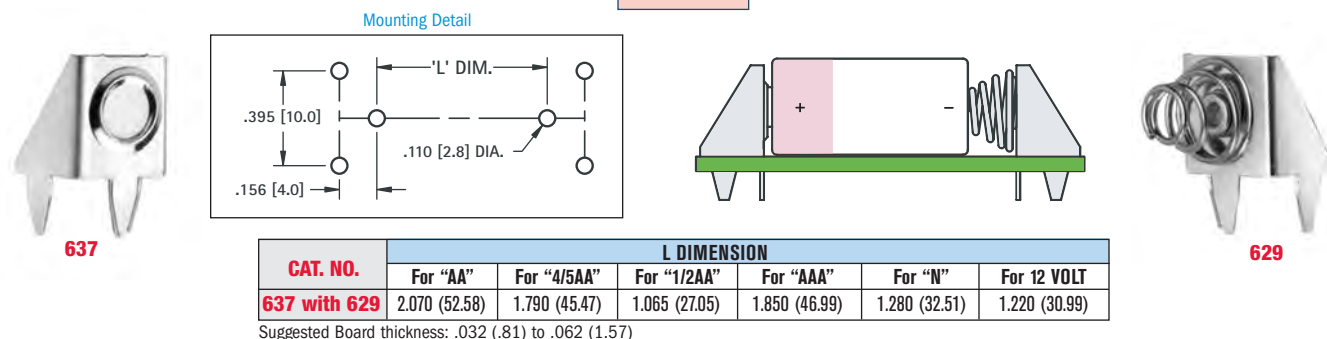 Mounting Detail
'L' DIM.
.395 [10.0]
.110 [2.8] DIA.
.156 [4.0]
+ −
637
629
CAT. NO.
L DIMENSION
For “AA” For “4/5AA” For “1/2AA” For “AAA” For “N” For 12 VOLT
637 with 629 2.070 (52.58) 1.790 (45.47) 1.065 (27.05) 1.850 (46.99) 1.280 (32.51) 1.220 (30.99)
Suggested Board thickness: .032 (.81) to .062 (1.57)